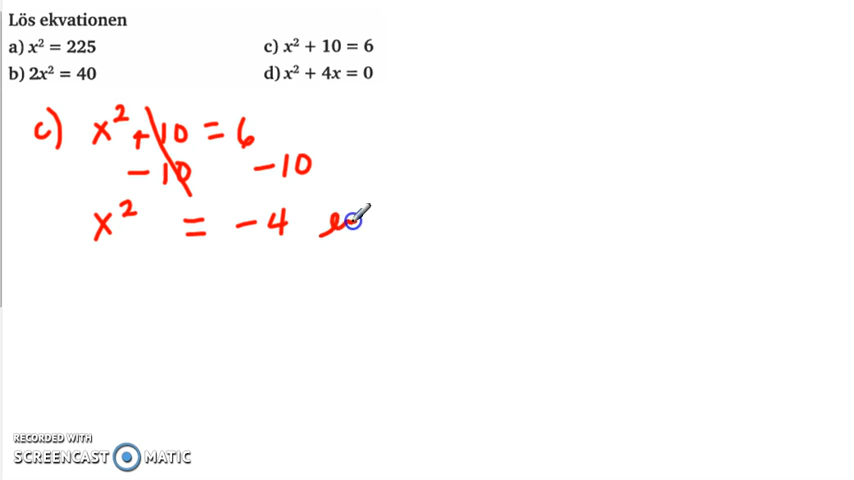 Lös ekvationen
a) x² = 225
c) x² + 10 = 6
b) 2x² = 40
d) x² + 4x = 0
c) x² + 10 = 6
- 10 - 10
x² = -4
RECORDED WITH
SCREENCAST MATIC